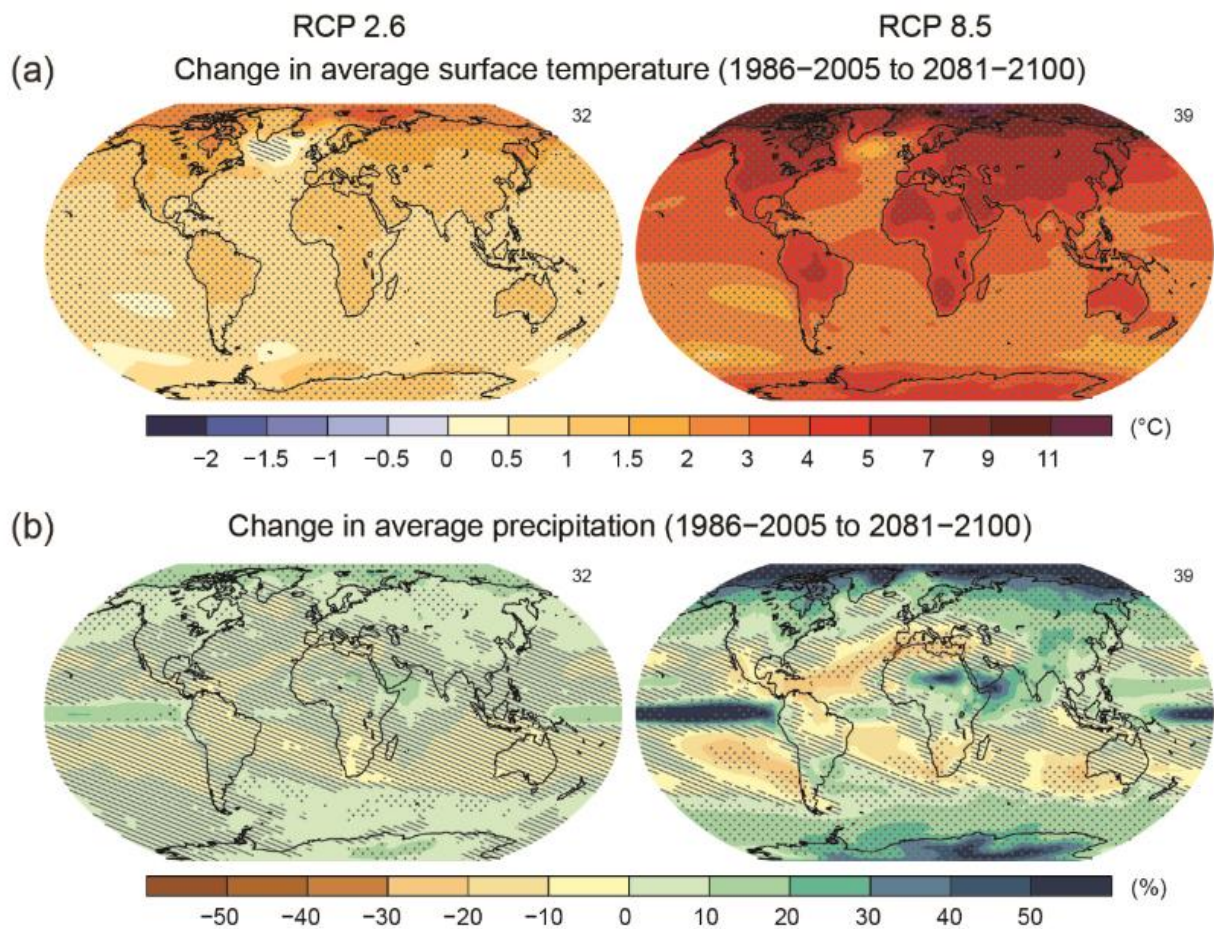 RCP 2.6 RCP 8.5
(a) Change in average surface temperature (1986−2005 to 2081−2100)
32 39
−2 −1.5 −1 −0.5 0 0.5 1 1.5 2 3 4 5 7 9 11 (°C)
(b) Change in average precipitation (1986−2005 to 2081−2100)
32 39
−50 −40 −30 −20 −10 0 10 20 30 40 50 (%)